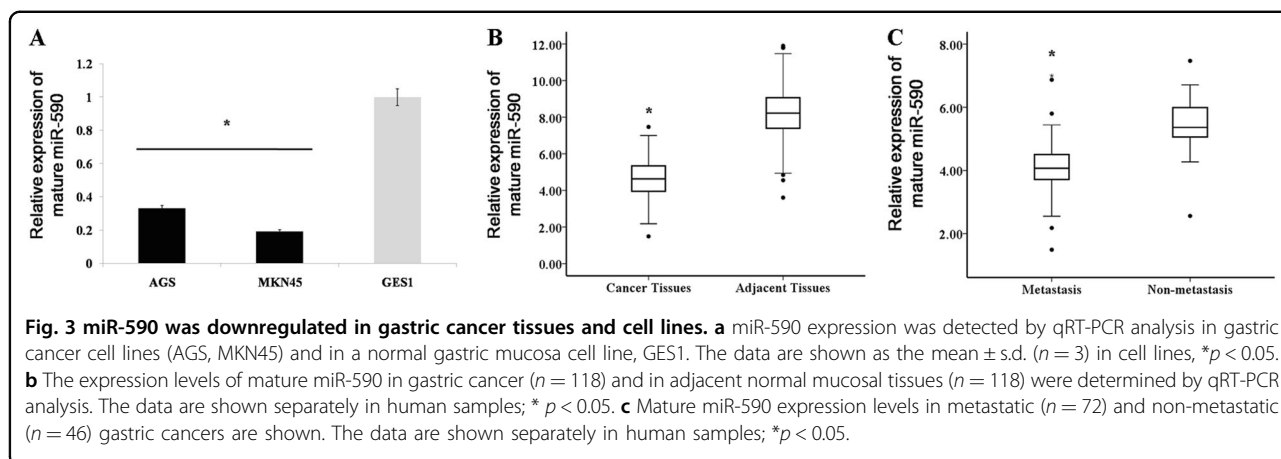 A
Relative expression of
mature miR-590
1.2
1
0.8
0.6
0.4
0.2
0
*
AGS
MKN45
GES1
B
Relative expression of
mature miR-590
12.00
10.00
8.00
6.00
4.00
2.00
0.00
*
Cancer Tissues
Adjacent Tissues
C
Relative expression of
mature miR-590
8.00
6.00
4.00
2.00
*
Metastasis
Non-metastasis
Fig. 3 miR-590 was downregulated in gastric cancer tissues and cell lines. a miR-590 expression was detected by qRT-PCR analysis in gastric
cancer cell lines (AGS, MKN45) and in a normal gastric mucosa cell line, GES1. The data are shown as the mean ± s.d. (n = 3) in cell lines, *p < 0.05.
b The expression levels of mature miR-590 in gastric cancer (n = 118) and in adjacent normal mucosal tissues (n = 118) were determined by qRT-PCR
analysis. The data are shown separately in human samples; * p < 0.05. c Mature miR-590 expression levels in metastatic (n = 72) and non-metastatic
(n = 46) gastric cancers are shown. The data are shown separately in human samples; *p < 0.05.